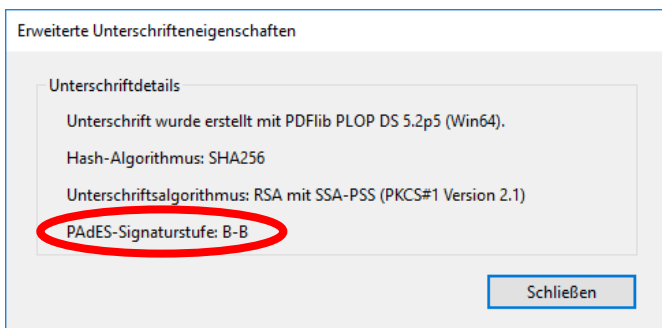 Erweiterte Unterschrifteneigenschaften
Unterschriftdetails
Unterschrift wurde erstellt mit PDFlib PLOP DS 5.2p5 (Win64).
Hash-Algorithmus: SHA256
Unterschriftsalgorithmus: RSA mit SSA-PSS (PKCS#1 Version 2.1)
PAdES-Signaturstufe: B-B
Schließen